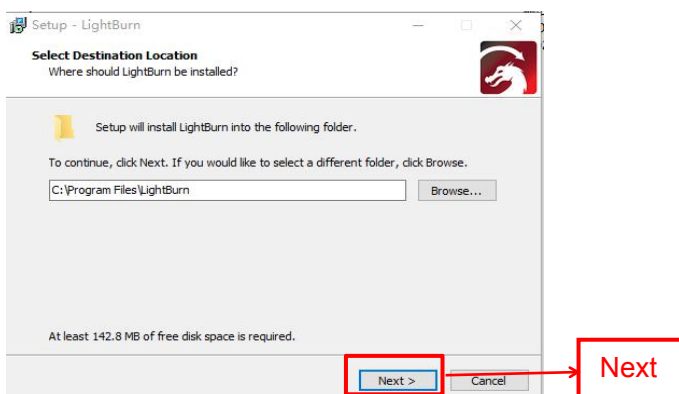 Setup - LightBurn
Select Destination Location
Where should LightBurn be installed?
Setup will install LightBurn into the following folder.
To continue, click Next. If you would like to select a different folder, click Browse.
C:\Program Files\LightBurn
Browse...
At least 142.8 MB of free disk space is required.
Next >
Cancel
Next